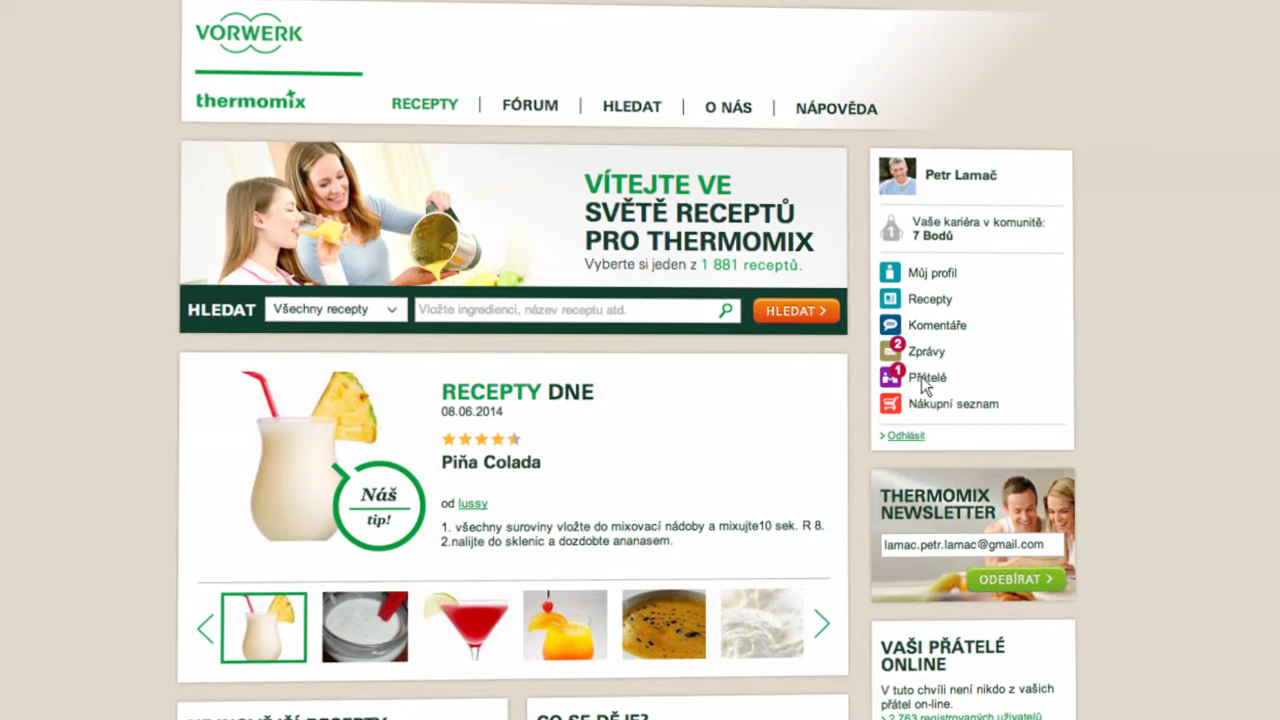 VORWERK
thermomix
RECEPTY
FÓRUM
HLEDAT
O NÁS
NÁPOVĚDA
VÍTEJTE VE
SVĚTĚ RECEPTŮ
PRO THERMOMIX
Vyberte si jeden z 1 881 receptů.
HLEDAT
Všechny recepty
Vložte ingredienci, název receptu atd.
HLEDAT >
RECEPTY DNE
08.06.2014
Piňa Colada
Náš
tip!
od lussy
1. všechny suroviny vložte do mixovací nádoby a mixujte10 sek. R 8.
2.nalijte do sklenic a dozdobte ananasem.
CO SE DĚJE?
Petr Lamač
1
Vaše kariéra v komunitě:
7 Bodů
Můj profil
Recepty
Komentáře
2
Zprávy
1
Přátelé
Nákupní seznam
> Odhlásit
THERMOMIX
NEWSLETTER
lamac.petr.lamac@gmail.com
ODEBÍRAT >
VAŠI PŘÁTELÉ
ONLINE
V tuto chvíli není nikdo z vašich
přátel on-line.
> 2 763 registrovaných uživatelů